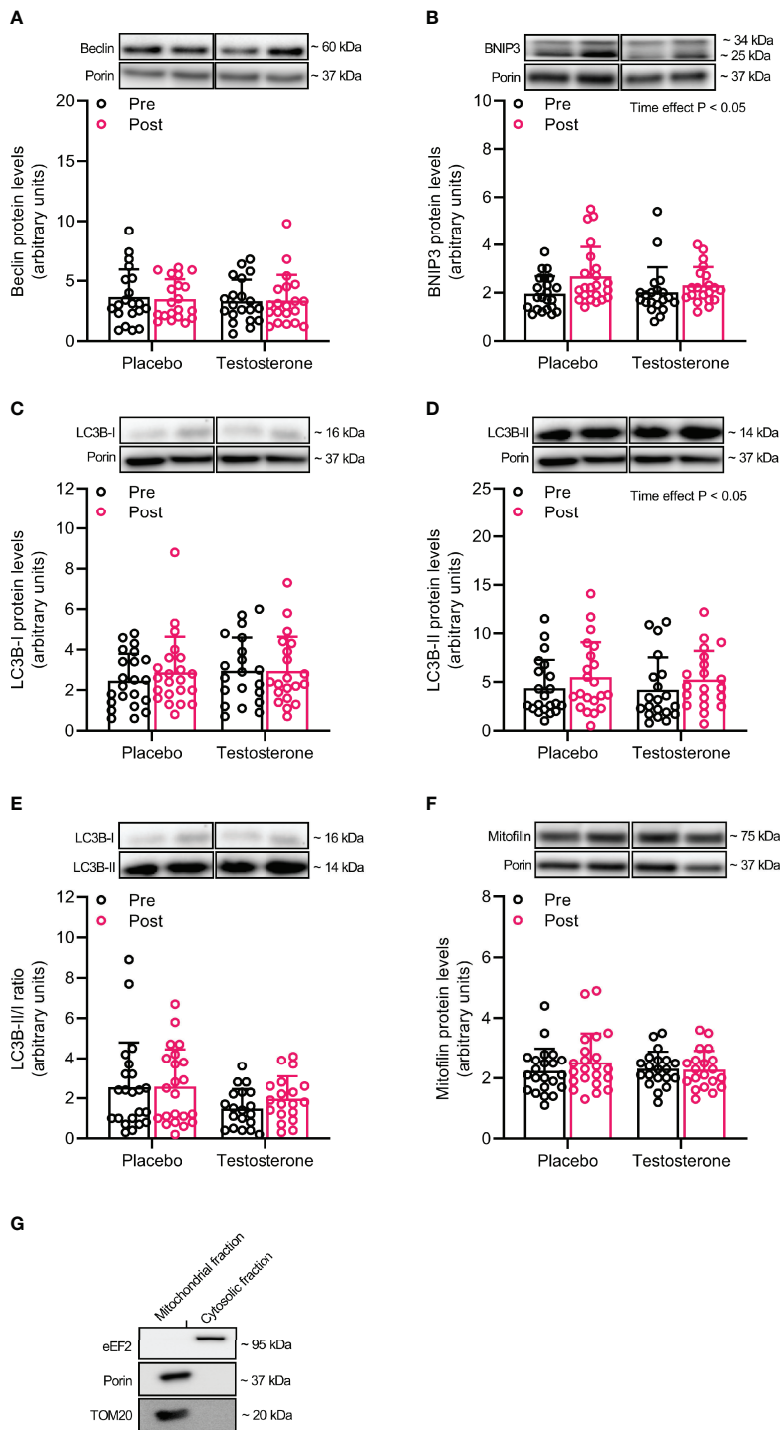 A
Beclin
~ 60 kDa
Porin
~ 37 kDa
Pre
Post
Beclin protein levels
(arbitrary units)
20
15
10
5
0
Placebo
Testosterone
B
BNIP3
~ 34 kDa
~ 25 kDa
Porin
~ 37 kDa
Time effect P < 0.05
Pre
Post
BNIP3 protein levels
(arbitrary units)
10
8
6
4
2
0
Placebo
Testosterone
C
LC3B-I
~ 16 kDa
Porin
~ 37 kDa
Pre
Post
LC3B-I protein levels
(arbitrary units)
12
10
8
6
4
2
0
Placebo
Testosterone
D
LC3B-II
~ 14 kDa
Porin
~ 37 kDa
Time effect P < 0.05
Pre
Post
LC3B-II protein levels
(arbitrary units)
25
20
15
10
5
0
Placebo
Testosterone
E
LC3B-I
~ 16 kDa
LC3B-II
~ 14 kDa
Pre
Post
LC3B-II/I ratio
(arbitrary units)
12
10
8
6
4
2
0
Placebo
Testosterone
F
Mitofilin
~ 75 kDa
Porin
~ 37 kDa
Pre
Post
Mitofilin protein levels
(arbitrary units)
8
6
4
2
0
Placebo
Testosterone
G
Mitochondrial fraction
Cytosolic fraction
eEF2
~ 95 kDa
Porin
~ 37 kDa
TOM20
~ 20 kDa